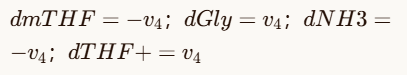 dmTHF = −v₄; dGly = v₄; dNH3 =
−v₄; dTHF+ = v₄